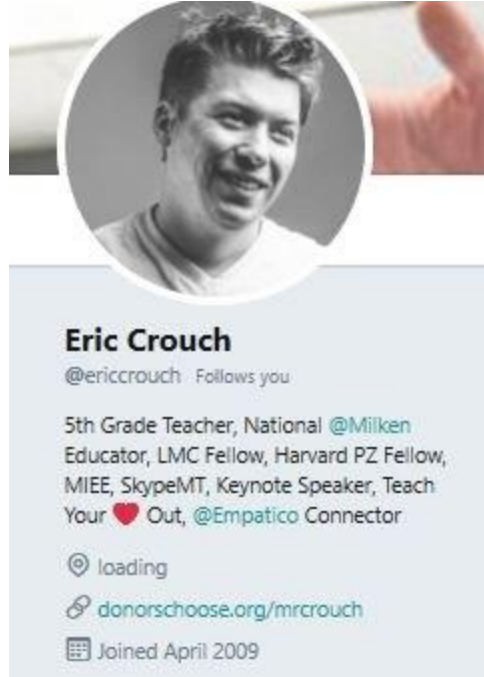 Eric Crouch
@ericcrouch Follows you
5th Grade Teacher, National @Milken
Educator, LMC Fellow, Harvard PZ Fellow,
MIEE, SkypeMT, Keynote Speaker, Teach
Your ❤ Out, @Empatico Connector
loading
donorschoose.org/mrcrouch
Joined April 2009